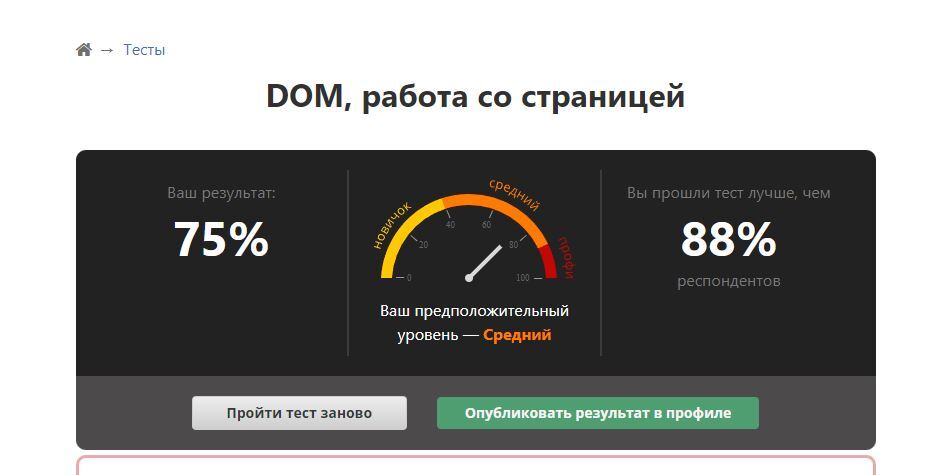 → Тесты
DOM, работа со страницей
Ваш результат:
75%
новичок
средний
профи
0
20
40
60
80
100
Ваш предположительный
уровень — Средний
Вы прошли тест лучше, чем
88%
респондентов
Пройти тест заново
Опубликовать результат в профиле